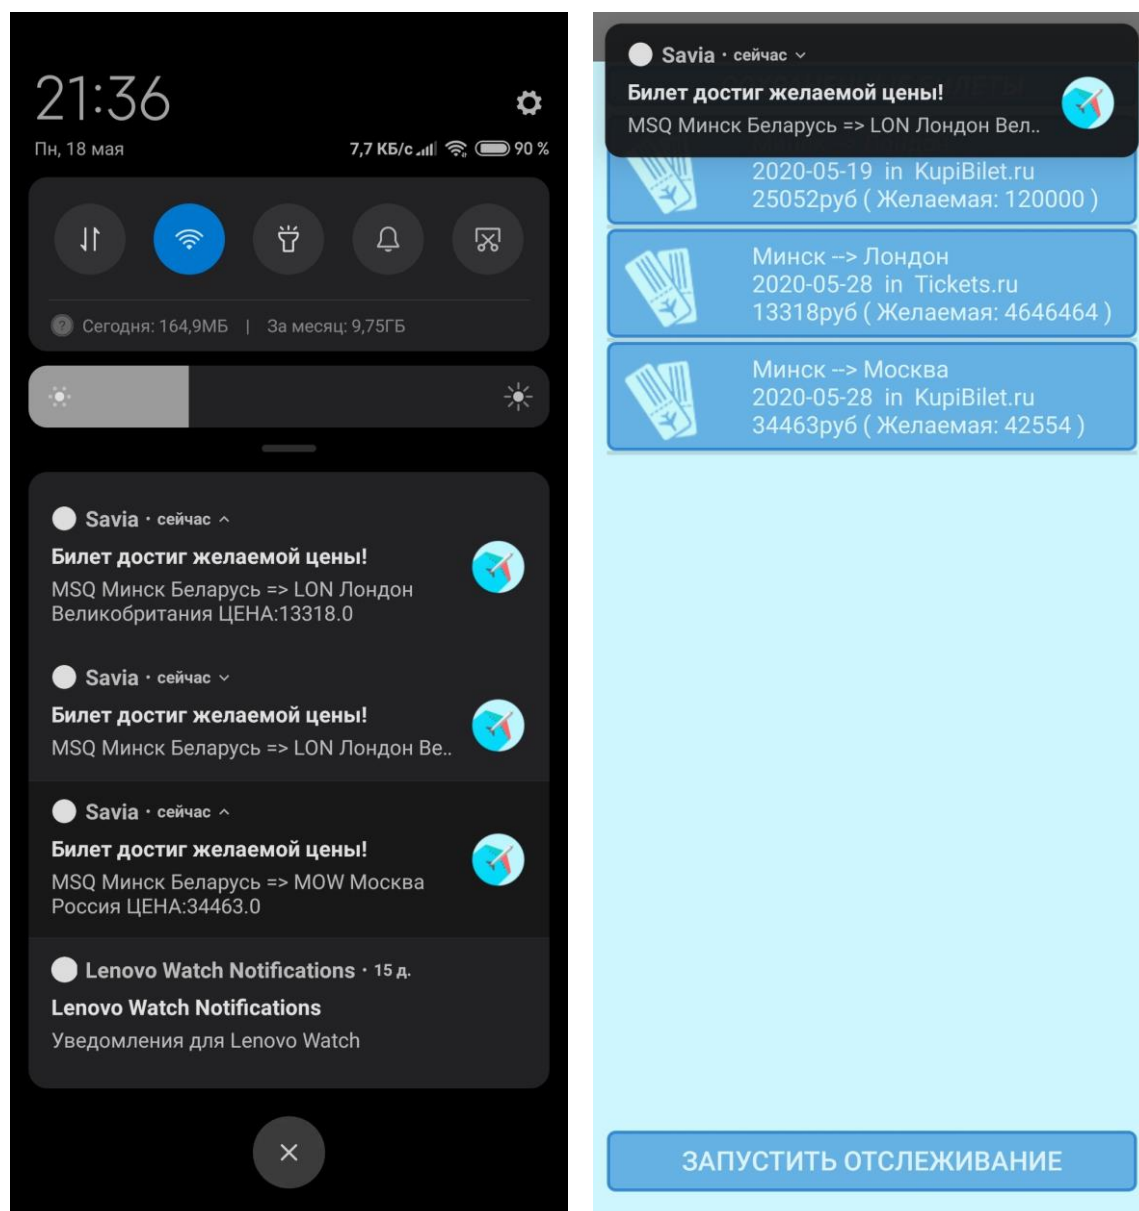 21:36
Пн, 18 мая
7,7 КБ/с
90 %
Сегодня: 164,9МБ | За месяц: 9,75ГБ
Savia · сейчас
Билет достиг желаемой цены!
MSQ Минск Беларусь => LON Лондон
Великобритания ЦЕНА:13318.0
Savia · сейчас
Билет достиг желаемой цены!
MSQ Минск Беларусь => LON Лондон Ве..
Savia · сейчас
Билет достиг желаемой цены!
MSQ Минск Беларусь => MOW Москва
Россия ЦЕНА:34463.0
Lenovo Watch Notifications · 15 д.
Lenovo Watch Notifications
Уведомления для Lenovo Watch
Savia · сейчас
Билет достиг желаемой цены!
MSQ Минск Беларусь => LON Лондон Вел..
2020-05-19 in KupiBilet.ru
25052руб ( Желаемая: 120000 )
Минск --> Лондон
2020-05-28 in Tickets.ru
13318руб ( Желаемая: 4646464 )
Минск --> Москва
2020-05-28 in KupiBilet.ru
34463руб ( Желаемая: 42554 )
ЗАПУСТИТЬ ОТСЛЕЖИВАНИЕ